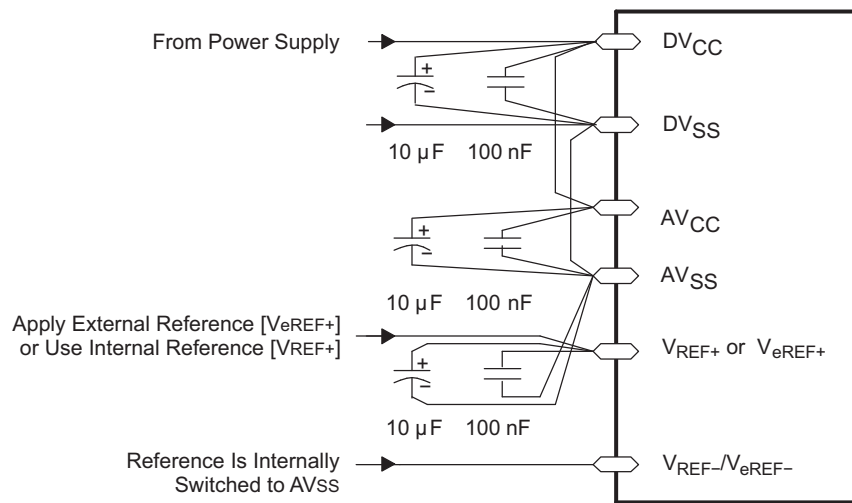 From Power Supply
DVCC
+
−
DVSS
10 µF 100 nF
AVCC
+
−
AVSS
10 µF 100 nF
Apply External Reference [VeREF+]
or Use Internal Reference [VREF+]
VREF+ or VeREF+
+
−
10 µF 100 nF
Reference Is Internally
Switched to AVSS
VREF−/VeREF−